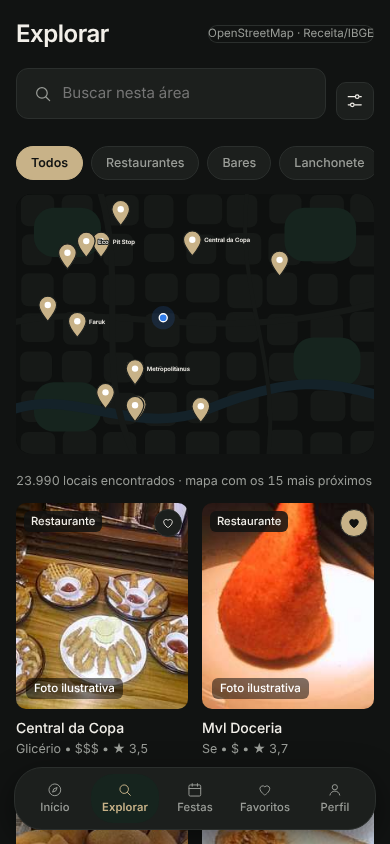 Explorar
OpenStreetMap · Receita/IBGE
Buscar nesta área
Todos
Restaurantes
Bares
Lanchonete
Eco
Pit Stop
Central da Copa
Faruk
Metropolitanus
23.990 locais encontrados · mapa com os 15 mais próximos
Restaurante
Restaurante
Foto ilustrativa
Foto ilustrativa
Central da Copa
Mvl Doceria
Glicério • $$$ • ★ 3,5
Se • $ • ★ 3,7
Início
Explorar
Festas
Favoritos
Perfil